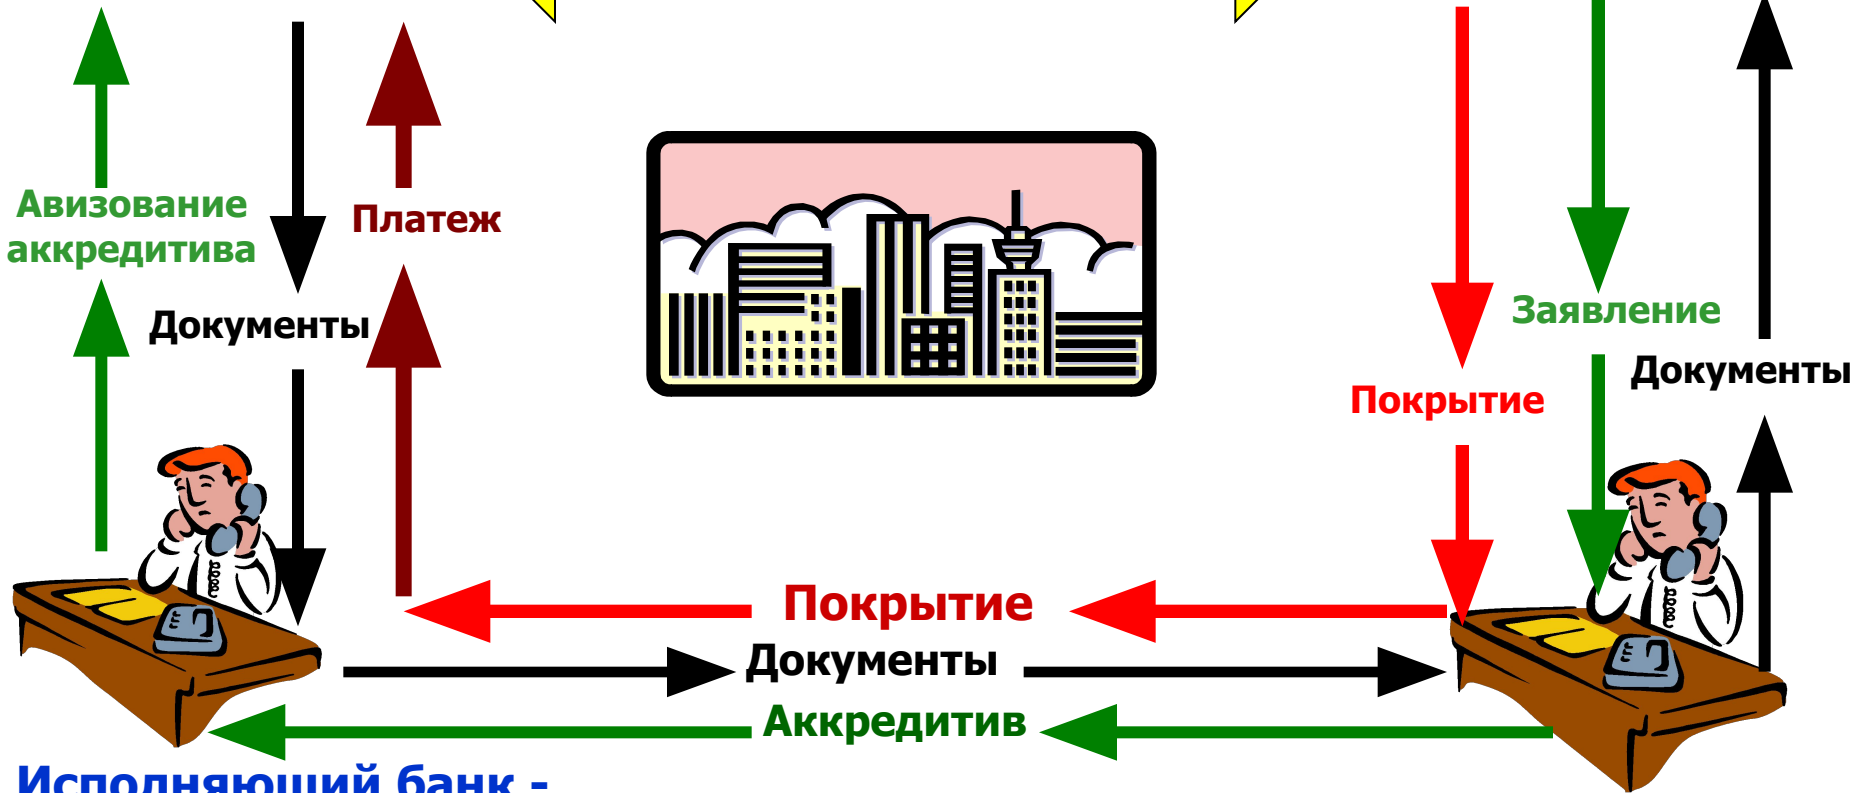 Авизование
аккредитива
Платеж
Документы
Заявление
Документы
Покрытие
Покрытие
Документы
Аккредитив
Исполняющий банк -